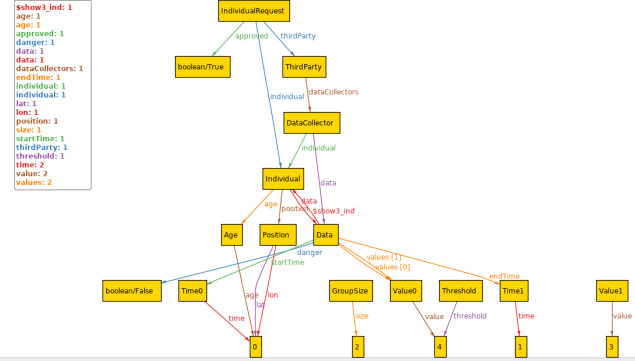 $show3_ind: 1
age: 1
age: 1
approved: 1
danger: 1
data: 1
data: 1
dataCollectors: 1
endTime: 1
individual: 1
individual: 1
lat: 1
lon: 1
position: 1
size: 1
startTime: 1
thirdParty: 1
threshold: 1
time: 2
value: 2
values: 2
IndividualRequest
approved
thirdParty
boolean/True
ThirdParty
individual
dataCollectors
DataCollector
individual
Individual
data
age
position
data
$show3_ind
Age
Position
Data
danger
startTime
values [1]
values [0]
endTime
boolean/False
Time0
GroupSize
Value0
Threshold
Time1
Value1
age
lon
lat
time
size
value
threshold
time
value
0
2
4
1
3